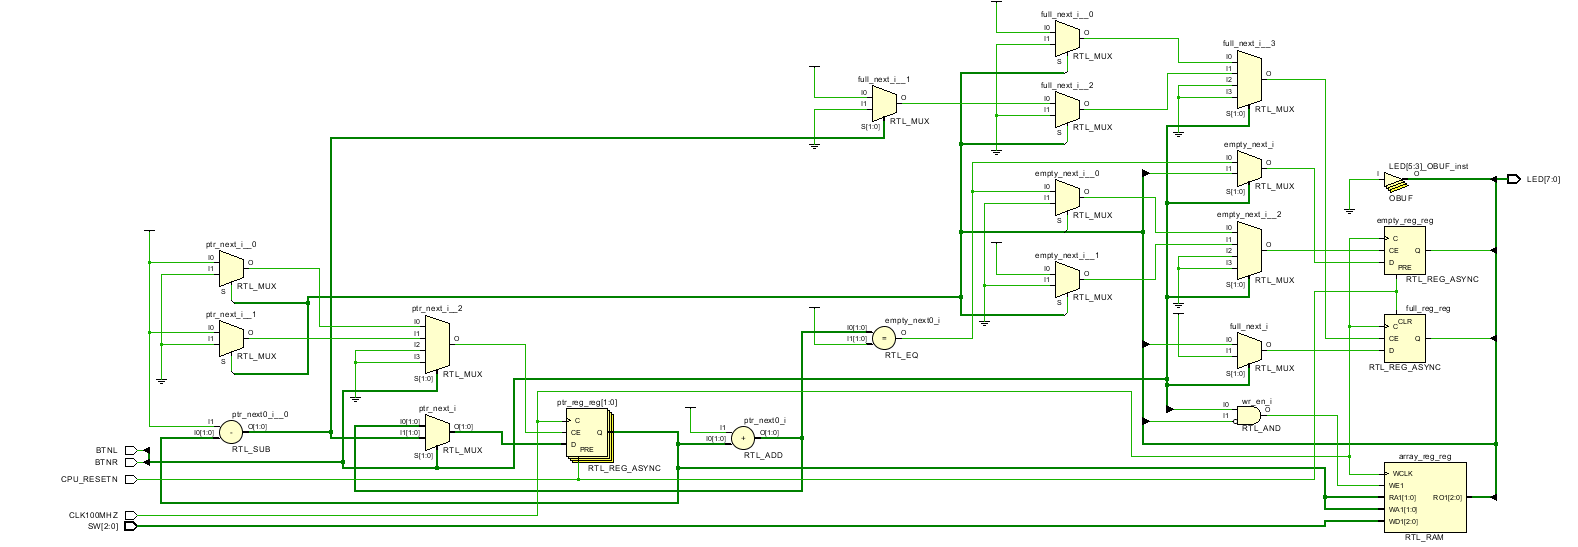 full_next_i__0
I0
I1
O
S
RTL_MUX
full_next_i__3
I0
I1
I2
I3
O
S[1:0]
RTL_MUX
full_next_i__1
I0
I1
O
S[1:0]
RTL_MUX
full_next_i__2
I0
I1
O
S
RTL_MUX
empty_next_i
I0
I1
O
S[1:0]
RTL_MUX
LED[5:3]_OBUF_inst
I
O
OBUF
LED[7:0]
empty_next_i__0
I0
I1
O
S
RTL_MUX
empty_next_i__2
I0
I1
I2
I3
O
S[1:0]
RTL_MUX
empty_reg_reg
C
CE
D
Q
PRE
RTL_REG_ASYNC
ptr_next_i__0
I0
I1
O
S
RTL_MUX
empty_next_i__1
I0
I1
O
S
RTL_MUX
ptr_next_i__1
I0
I1
O
S
RTL_MUX
ptr_next_i__2
I0
I1
I2
I3
O
S[1:0]
RTL_MUX
empty_next0_i
I0[1:0]
I1[1:0]
=
O
RTL_EQ
full_next_i
I0
I1
O
S[1:0]
RTL_MUX
full_reg_reg
CLR
C
CE
D
Q
RTL_REG_ASYNC
ptr_next0_i__0
I1
I0[1:0]
-
O[1:0]
RTL_SUB
ptr_next_i
I0[1:0]
I1[1:0]
O[1:0]
S[1:0]
RTL_MUX
ptr_reg_reg[1:0]
C
CE
D
Q
PRE
RTL_REG_ASYNC
ptr_next0_i
I1
I0[1:0]
+
O[1:0]
RTL_ADD
wr_en_i
I0
I1
O
RTL_AND
BTNL
BTNR
CPU_RESETN
CLK100MHZ
SW[2:0]
array_reg_reg
WCLK
WE1
RA1[1:0]
WA1[1:0]
WD1[2:0]
RO1[2:0]
RTL_RAM